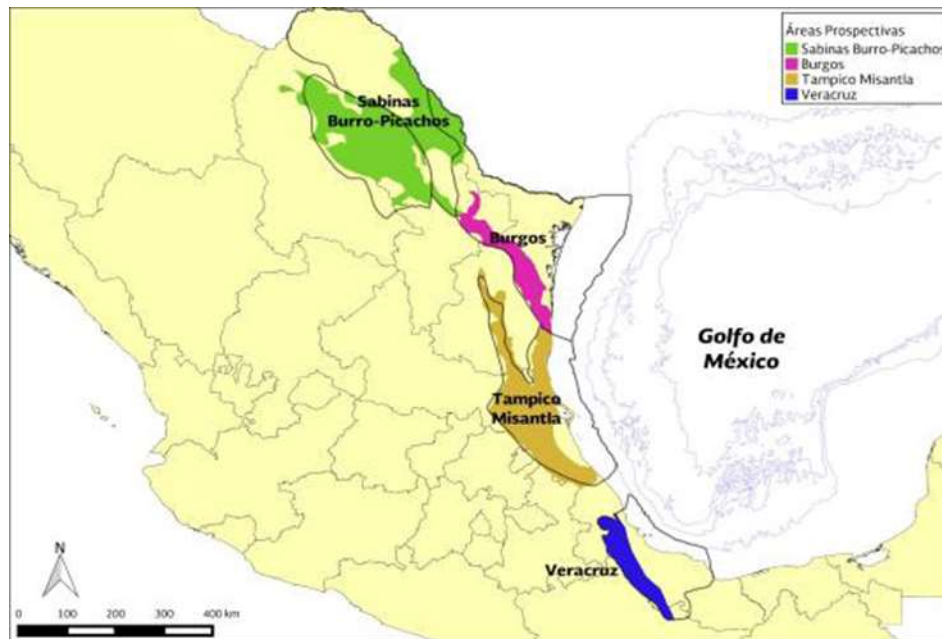 Áreas Prospectivas
Sabinas Burro-Picachos
Burgos
Tampico Misantla
Veracruz
Sabinas
Burro-Picachos
Burgos
Golfo de
México
Tampico
Misantla
Veracruz
N
0 100 200 300 400 km